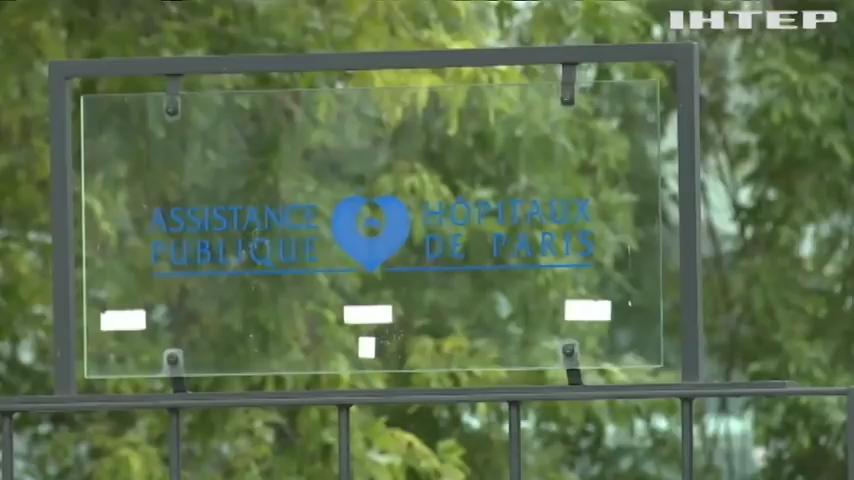 ІНТЕР
ASSISTANCE HÔPITAUX
PUBLIQUE DE PARIS